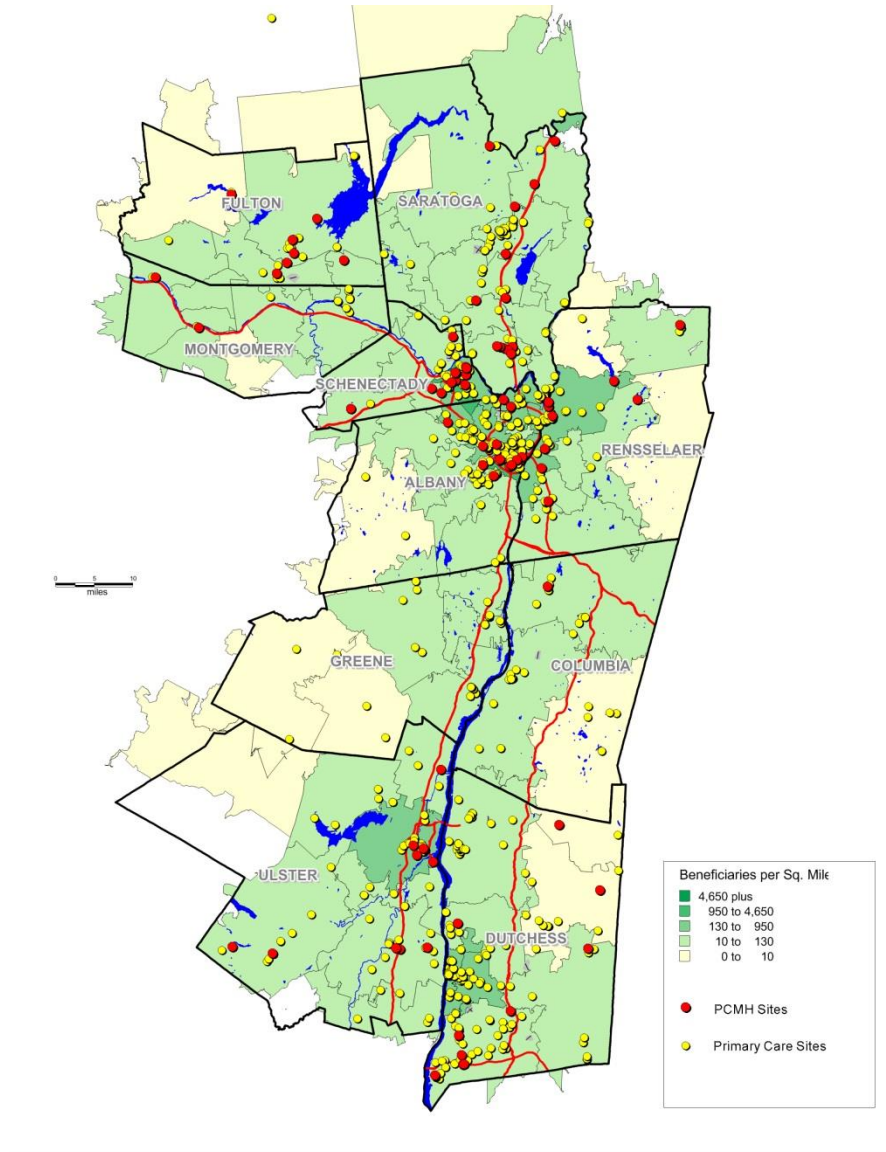 FULTON
SARATOGA
MONTGOMERY
SCHENECTADY
RENSSELAER
ALBANY
0 5 10
miles
GREENE
COLUMBIA
ULSTER
DUTCHESS
Beneficiaries per Sq. Mile
4,650 plus
950 to 4,650
130 to 950
10 to 130
0 to 10
PCMH Sites
Primary Care Sites